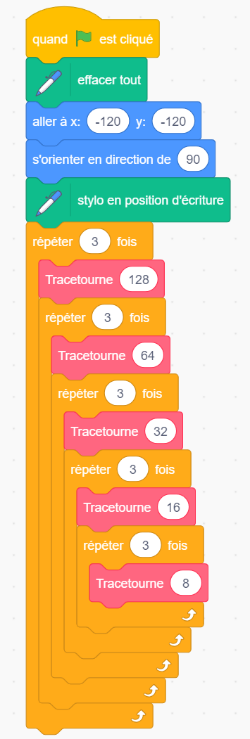 quand est cliqué
effacer tout
aller à x: -120 y: -120
s'orienter en direction de 90
stylo en position d'écriture
répéter 3 fois
Tracetourne 128
répéter 3 fois
Tracetourne 64
répéter 3 fois
Tracetourne 32
répéter 3 fois
Tracetourne 16
répéter 3 fois
Tracetourne 8